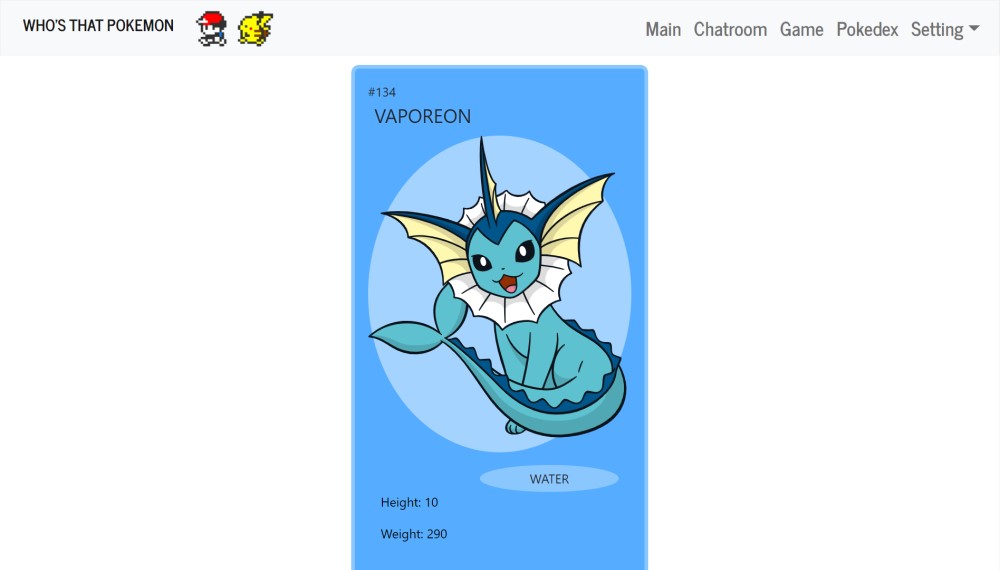 WHO'S THAT POKEMON
Main Chatroom Game Pokedex Setting
#134
VAPOREON
WATER
Height: 10
Weight: 290